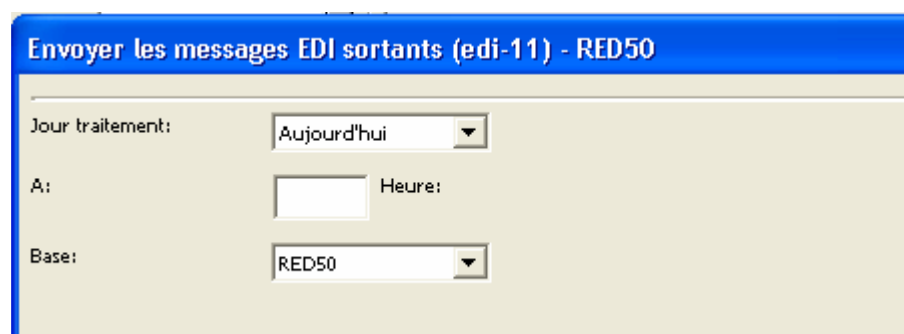 Envoyer les messages EDI sortants (edi-11) - RED50
Jour traitement: Aujourd'hui
A: Heure:
Base: RED50